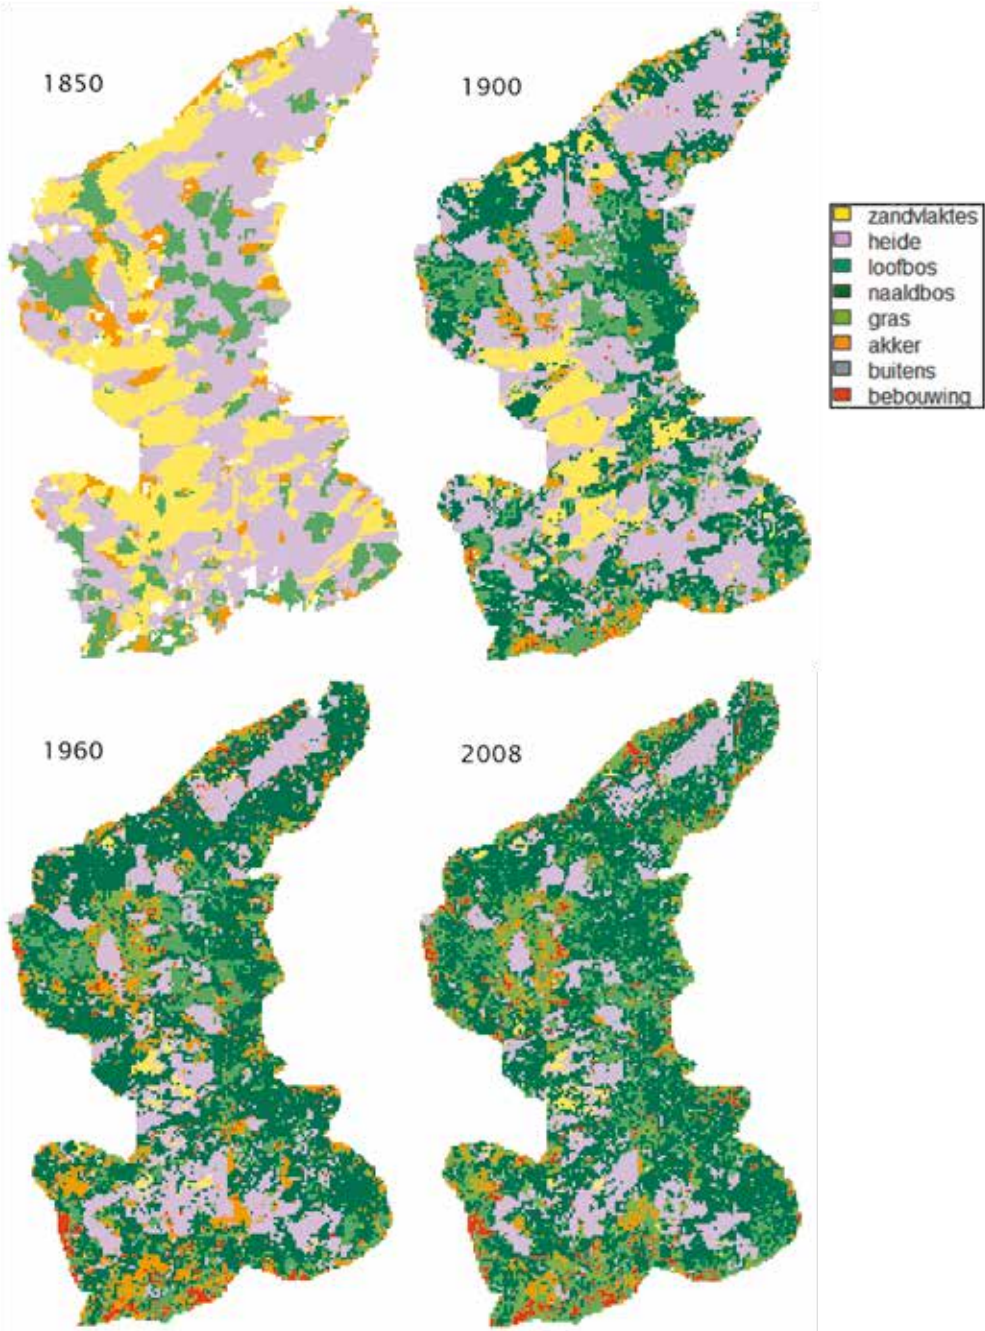 1850
1900
zandvlaktes
heide
loofbos
naaldbos
gras
akker
buitens
bebouwing
1960
2008